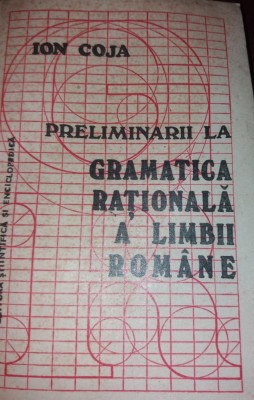 ION COJA
PRELIMINARII LA
GRAMATICA
RAȚIONALĂ
A LIMBII
ROMÂNE
EDITURA ȘTIINȚIFICĂ ȘI ENCICLOPEDICĂ